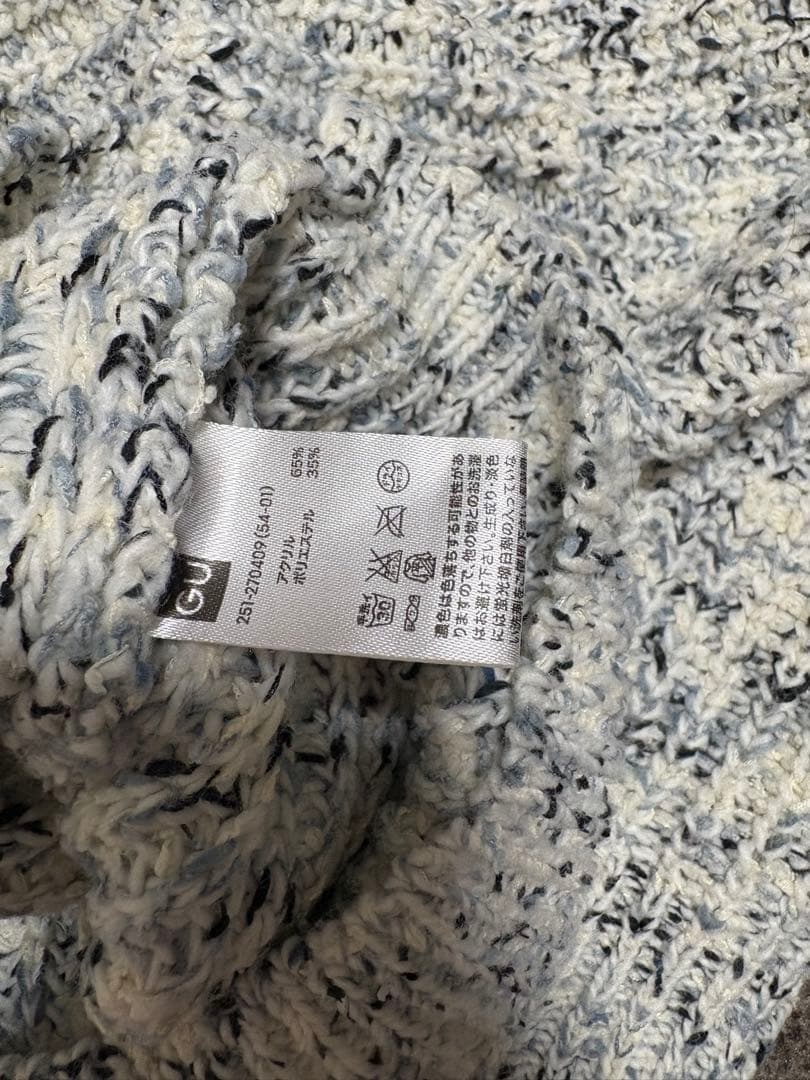 GU
251-270409(54-01)
アクリル 65%
ポリエステル 35%
手洗イ
30
濃色は色落ちする可能性があ
りますので、他の物とのお洗濯
はお避け下さい。生成り、淡色
には蛍光増白剤の入っていな
い洗剤をご使用下さい。